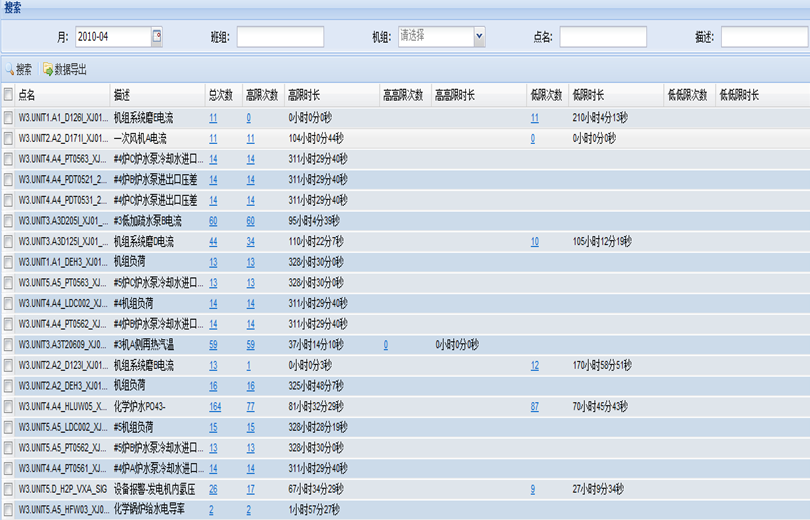 搜索
月: 2010-04 班组: 机组: 请选择 点名: 描述:
搜索 数据导出
点名 描述 总次数 高限次数 高限时长 高高限次数 高高限时长 低限次数 低限时长 低低限次数 低低限时长
W3.UNIT1.A1_D126I_XJ01... 机组系统磨E电流 11 0 0小时0分0秒 11 210小时4分13秒
W3.UNIT2.A2_D171I_XJ01... 一次风机A电流 11 11 104小时0分44秒 0 0小时0分0秒
W3.UNIT4.A4_PT0563_XJ... #4炉C炉水泵冷却水进口... 14 14 311小时29分40秒
W3.UNIT4.A4_PDT0521_2... #4炉B炉水泵进出口压差 14 14 311小时29分40秒
W3.UNIT4.A4_PDT0531_2... #4炉C炉水泵进出口压差 14 14 311小时29分40秒
W3.UNIT3.A3D205I_XJ01_... #3低加疏水泵B电流 60 60 95小时4分39秒
W3.UNIT3.A3D125I_XJ01_... 机组系统磨D电流 44 34 110小时22分7秒 10 105小时12分19秒
W3.UNIT1.A1_DEH3_XJ01... 机组负荷 13 13 328小时30分0秒
W3.UNIT5.A5_PT0563_XJ... #5炉C炉水泵冷却水进口... 13 13 328小时30分0秒
W3.UNIT4.A4_LDC002_XJ... #4机组负荷 14 14 311小时29分40秒
W3.UNIT4.A4_PT0562_XJ... #4炉B炉水泵冷却水进口... 14 14 311小时29分40秒
W3.UNIT3.A3T20609_XJ0... #3机A侧再热汽温 59 59 37小时14分10秒 0 0小时0分0秒
W3.UNIT2.A2_D123I_XJ01... 机组系统磨B电流 13 1 0小时0分3秒 12 170小时58分51秒
W3.UNIT2.A2_DEH3_XJ01... 机组负荷 16 16 325小时48分7秒
W3.UNIT4.A4_HLUW05_X... 化学炉水PO43- 164 77 81小时32分29秒 87 70小时45分43秒
W3.UNIT5.A5_LDC002_XJ... #5机组负荷 15 15 328小时28分19秒
W3.UNIT5.A5_PT0562_XJ... #5炉B炉水泵冷却水进口... 13 13 328小时30分0秒
W3.UNIT4.A4_PT0561_XJ... #4炉A炉水泵冷却水进口... 14 14 311小时29分40秒
W3.UNIT5.D_H2P_VXA_SIG 设备报警-发电机内氢压 26 17 67小时34分29秒 9 27小时9分34秒
W3.UNIT5.A5_HFW03_XJ0... 化学锅炉给水电导率 2 2 1小时57分27秒